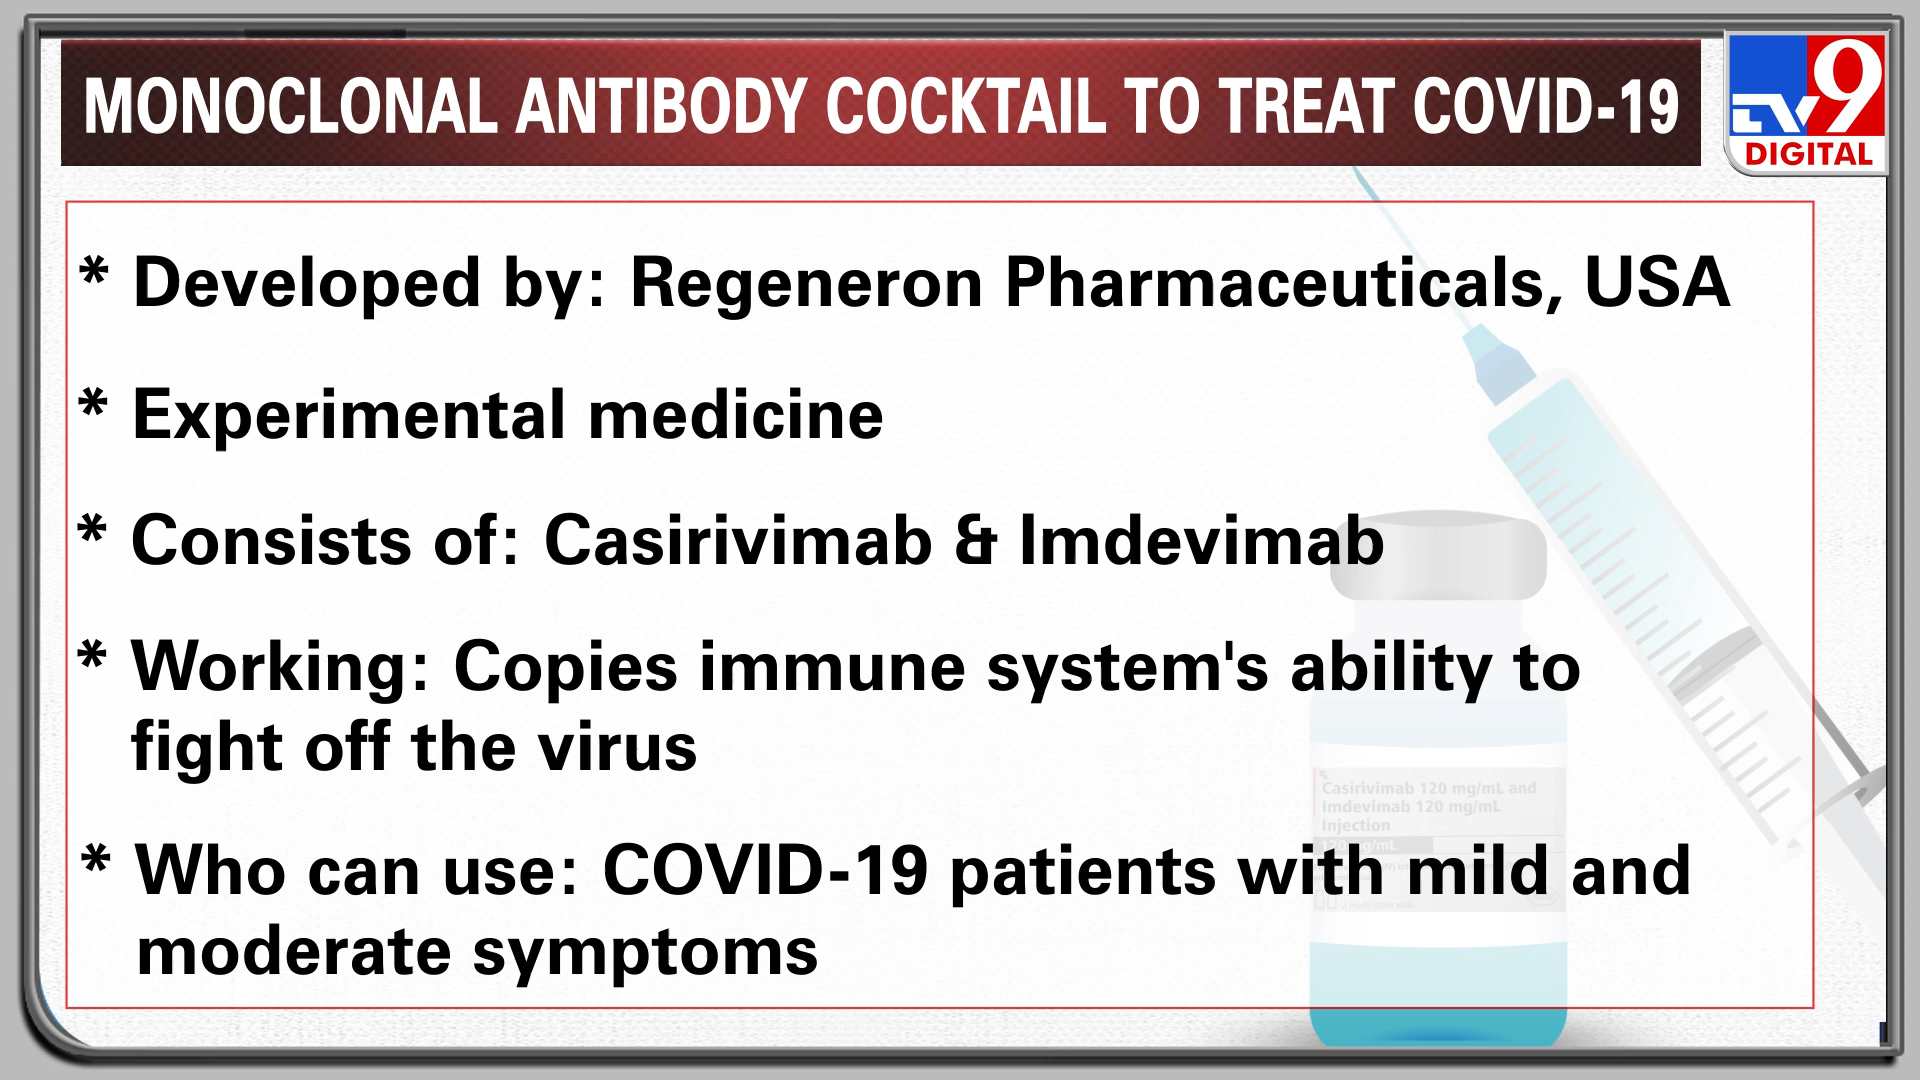 MONOCLONAL ANTIBODY COCKTAIL TO TREAT COVID-19
TV9
DIGITAL
* Developed by: Regeneron Pharmaceuticals, USA
* Experimental medicine
* Consists of: Casirivimab & Imdevimab
* Working: Copies immune system's ability to
fight off the virus
Casirivimab 120 mg/mL and
Imdevimab 120 mg/mL
Injection
* Who can use: COVID-19 patients with mild and
moderate symptoms